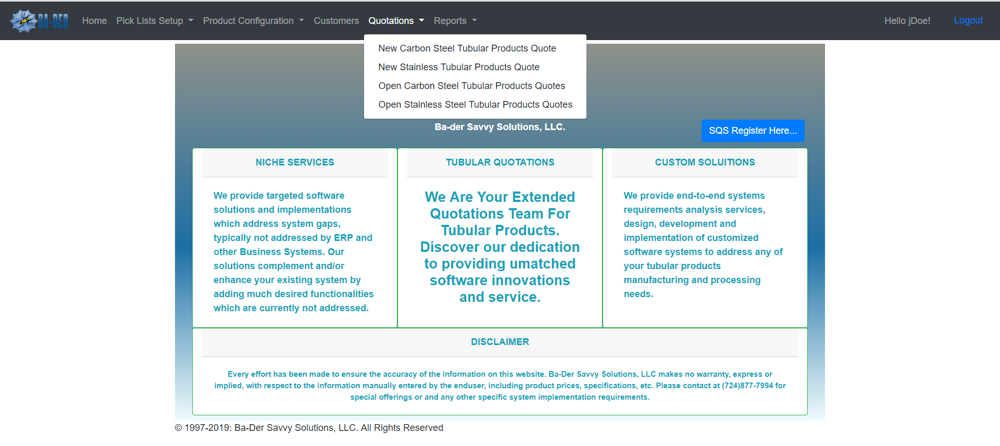 BA-DER
Home Pick Lists Setup Product Configuration Customers Quotations Reports Hello jDoe! Logout
New Carbon Steel Tubular Products Quote
New Stainless Tubular Products Quote
Open Carbon Steel Tubular Products Quotes
Open Stainless Steel Tubular Products Quotes
Ba-der Savvy Solutions, LLC.
SQS Register Here...
NICHE SERVICES
We provide targeted software
solutions and implementations
which address system gaps,
typically not addressed by ERP and
other Business Systems. Our
solutions complement and/or
enhance your existing system by
adding much desired functionalities
which are currently not addressed.
TUBULAR QUOTATIONS
We Are Your Extended
Quotations Team For
Tubular Products.
Discover our dedication
to providing umatched
software innovations
and service.
CUSTOM SOLUITIONS
We provide end-to-end systems
requirements analysis services,
design, development and
implementation of customized
software systems to address any of
your tubular products
manufacturing and processing
needs.
DISCLAIMER
Every effort has been made to ensure the accuracy of the information on this website. Ba-Der Savvy Solutions, LLC makes no warranty, express or
implied, with respect to the information manually entered by the enduser, including product prices, specifications, etc. Please contact at (724)877-7994 for
special offerings or and any other specific system implementation requirements.
© 1997-2019: Ba-Der Savvy Solutions, LLC. All Rights Reserved